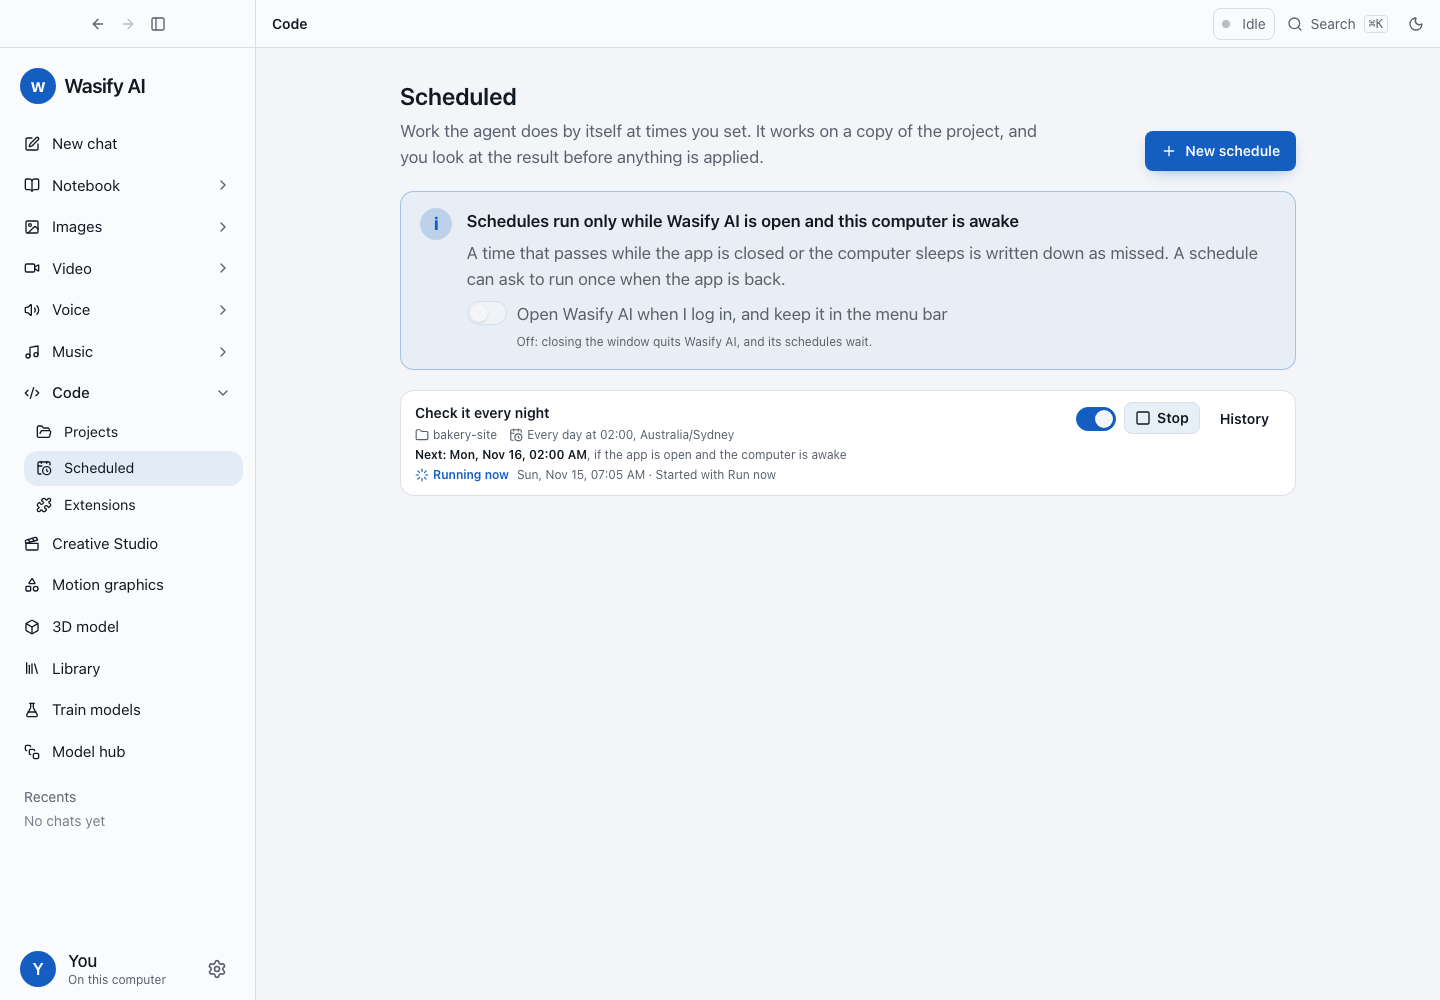 Code
Idle
Search ⌘K
W Wasify AI
New chat
Notebook
Images
Video
Voice
Music
Code
Projects
Scheduled
Extensions
Creative Studio
Motion graphics
3D model
Library
Train models
Model hub
Recents
No chats yet
Y You
On this computer
Scheduled
Work the agent does by itself at times you set. It works on a copy of the project, and
you look at the result before anything is applied.
New schedule
i Schedules run only while Wasify AI is open and this computer is awake
A time that passes while the app is closed or the computer sleeps is written down as missed. A schedule
can ask to run once when the app is back.
Open Wasify AI when I log in, and keep it in the menu bar
Off: closing the window quits Wasify AI, and its schedules wait.
Check it every night
Stop
History
bakery-site Every day at 02:00, Australia/Sydney
Next: Mon, Nov 16, 02:00 AM, if the app is open and the computer is awake
Running now Sun, Nov 15, 07:05 AM · Started with Run now